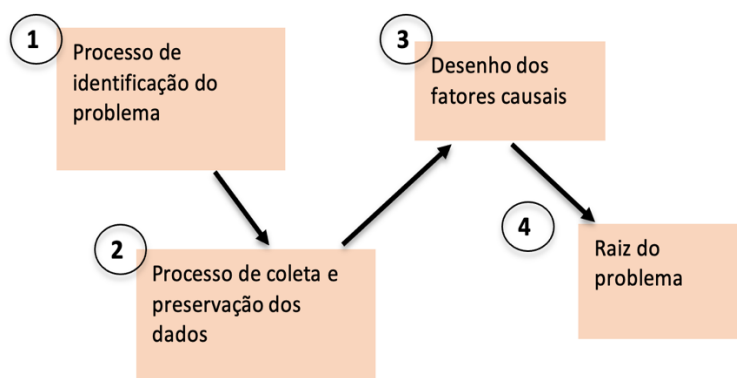 1
Processo de
identificação do
problema
2
Processo de coleta e
preservação dos
dados
3
Desenho dos
fatores causais
4
Raiz do
problema